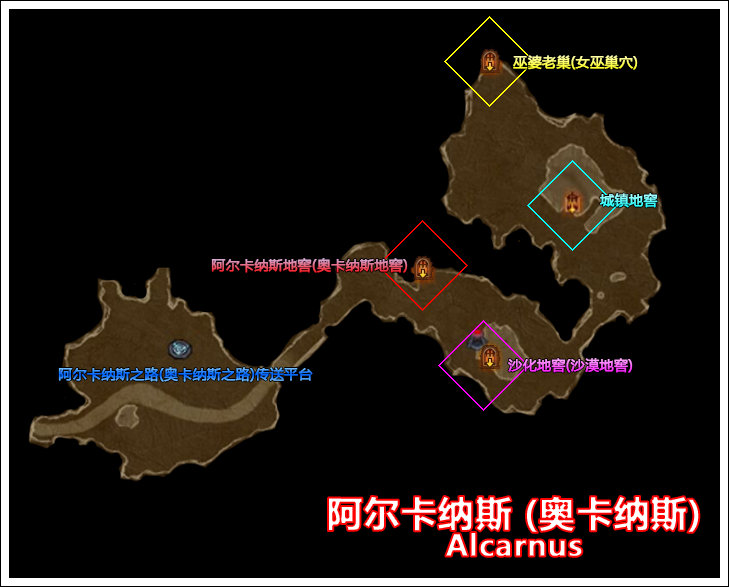 巫婆老巢(女巫巢穴)
城镇地窖
阿尔卡纳斯地窖(奥卡纳斯地窖)
沙化地窖(沙漠地窖)
阿尔卡纳斯之路(奥卡纳斯之路)传送平台
阿尔卡纳斯 (奥卡纳斯)
Alcarnus